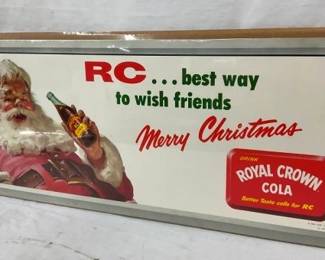 RC...best way
to wish friends
Merry Christmas
DRINK
ROYAL CROWN
COLA
Better Taste calls for RC